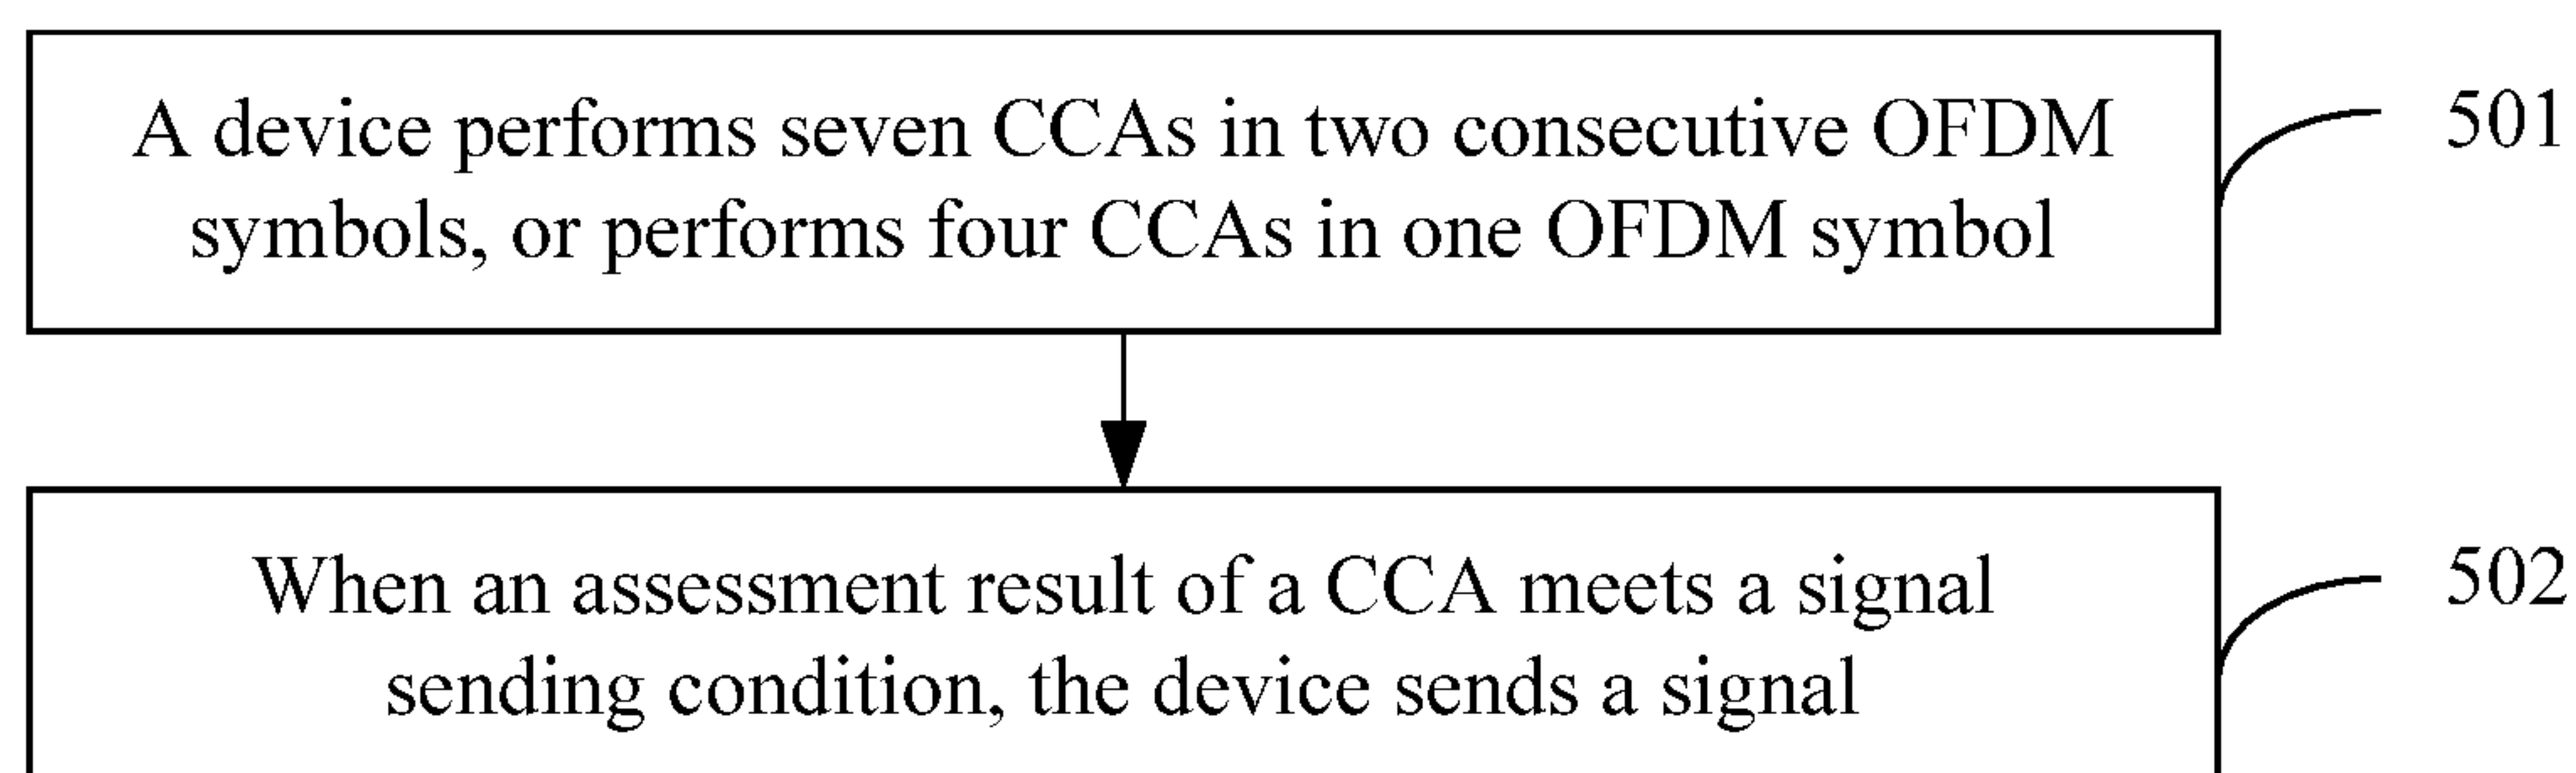 A device performs seven CCAs in two consecutive OFDM
symbols, or performs four CCAs in one OFDM symbol
501
When an assessment result of a CCA meets a signal
sending condition, the device sends a signal
502